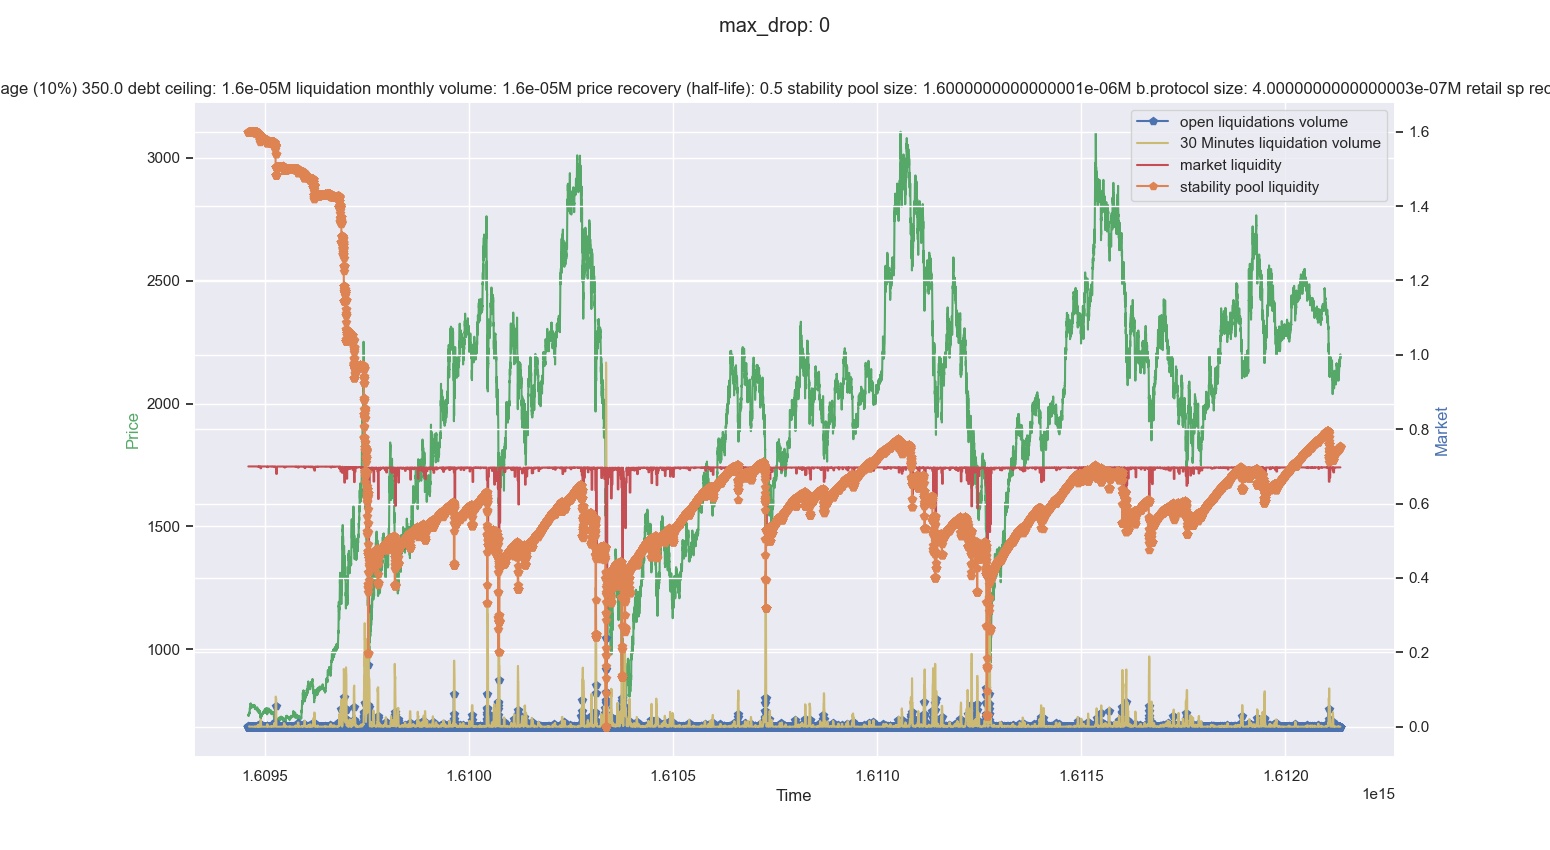 max_drop: 0
age (10%) 350.0 debt ceiling: 1.6e-05M liquidation monthly volume: 1.6e-05M price recovery (half-life): 0.5 stability pool size: 1.6000000000000001e-06M b.protocol size: 4.0000000000000003e-07M retail sp rec
open liquidations volume
30 Minutes liquidation volume
market liquidity
stability pool liquidity
3000
2500
2000
1500
1000
Price
1.6
1.4
1.2
1.0
0.8
0.6
0.4
0.2
0.0
Market
1.6095 1.6100 1.6105 1.6110 1.6115 1.6120
Time
1e15